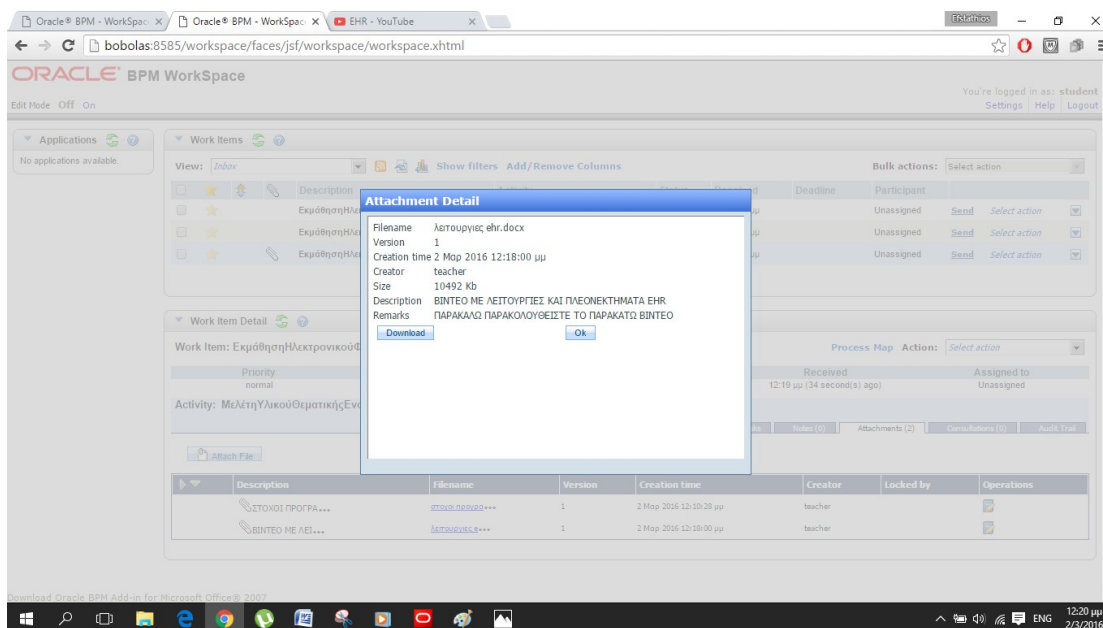 Oracle® BPM - WorkSpac
Oracle® BPM - WorkSpac
EHR - YouTube
Efstathios
bobolas:8585/workspace/faces/jsf/workspace/workspace.xhtml
ORACLE® BPM WorkSpace
You're logged in as: student
Edit Mode Off On
Settings Help Logout
Applications
Work Items
No applications available.
View: Inbox
Show filters Add/Remove Columns
Bulk actions: Select action
Description
Deadline
Participant
ΕκμάθησηΗλε
Unassigned
Send
Select action
ΕκμάθησηΗλε
Unassigned
Send
Select action
ΕκμάθησηΗλε
Unassigned
Send
Select action
Attachment Detail
Filename λειτουργιες ehr.docx
Version 1
Creation time 2 Μαρ 2016 12:18:00 μμ
Creator teacher
Size 10492 Kb
Description ΒΙΝΤΕΟ ΜΕ ΛΕΙΤΟΥΡΓΙΕΣ ΚΑΙ ΠΛΕΟΝΕΚΤΗΜΑΤΑ EHR
Remarks ΠΑΡΑΚΑΛΩ ΠΑΡΑΚΟΛΟΥΘΕΙΣΤΕ ΤΟ ΠΑΡΑΚΑΤΩ ΒΙΝΤΕΟ
Download
Ok
Work Item Detail
Work Item: ΕκμάθησηΗλεκτρονικούΦ
Process Map Action: Select action
Priority
Received
Assigned to
normal
12:19 μμ (34 second(s) ago)
Unassigned
Activity: ΜελέτηΥλικούΘεματικήςΕνο
Notes (0)
Attachments (2)
Consultations (0)
Audit Trail
Attach File
Description
Filename
Version
Creation time
Creator
Locked by
Operations
ΣΤΟΧΟΙ ΠΡΟΓΡΑ...
στοχοι προγρα...
1
2 Μαρ 2016 12:10:28 μμ
teacher
ΒΙΝΤΕΟ ΜΕ ΛΕΙ...
λειτουργιες e...
1
2 Μαρ 2016 12:18:00 μμ
teacher
Download Oracle BPM Add-in for Microsoft Office® 2007
ENG
12:20 μμ
2/3/2016